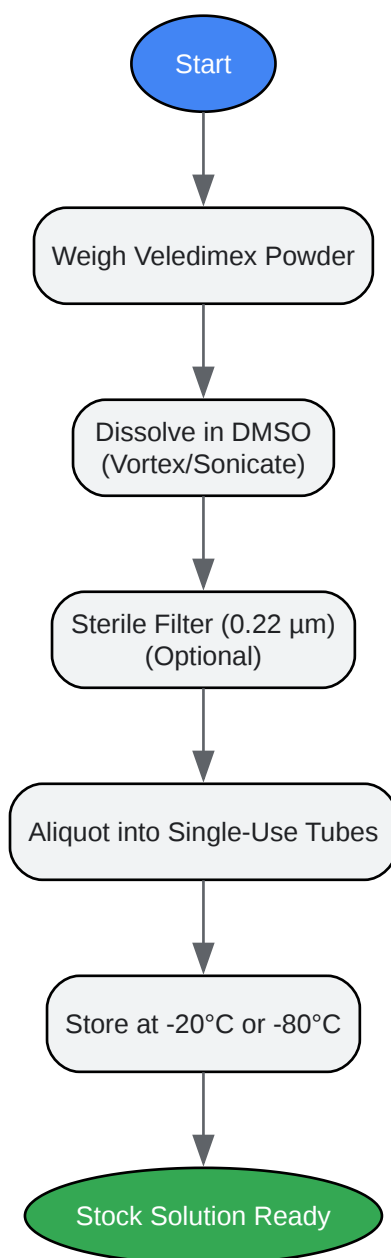 Start
Weigh Veledimex Powder
Dissolve in DMSO
(Vortex/Sonicate)
Sterile Filter (0.22 µm)
(Optional)
Aliquot into Single-Use Tubes
Store at -20°C or -80°C
Stock Solution Ready